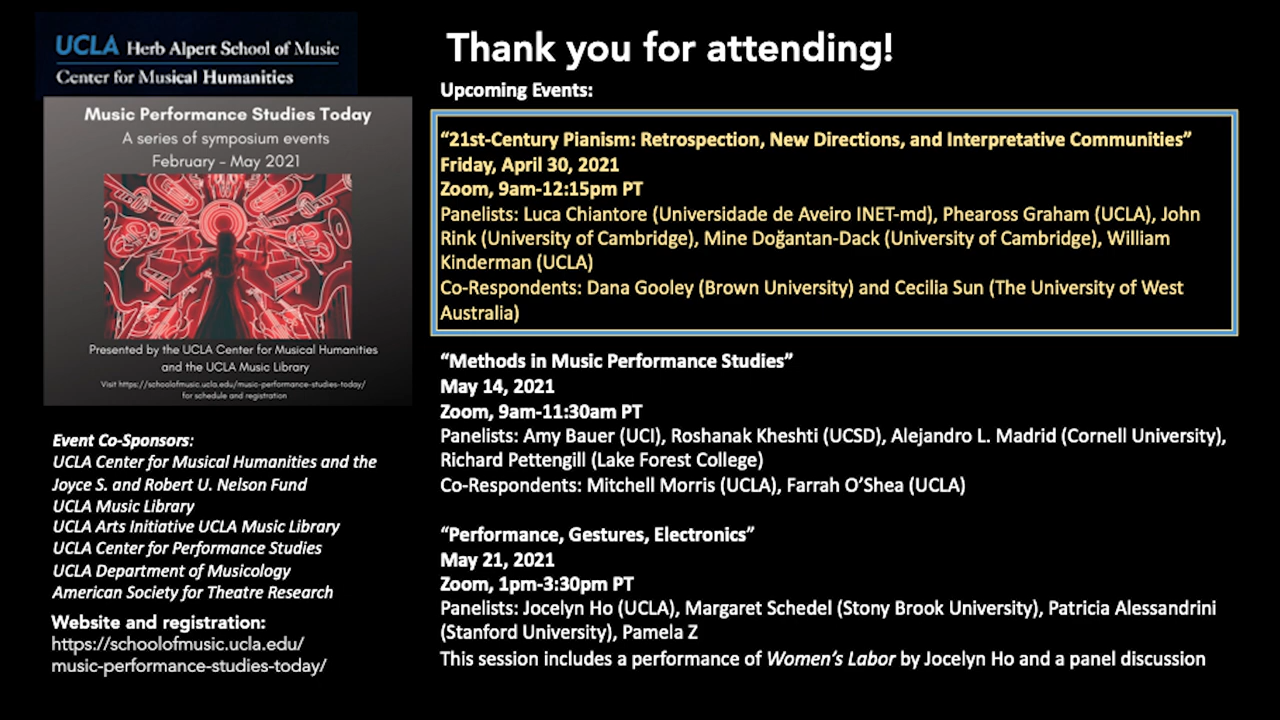 UCLA Herb Alpert School of Music
Center for Musical Humanities
Music Performance Studies Today
A series of symposium events
February – May 2021
Presented by the UCLA Center for Musical Humanities
and the UCLA Music Library
Visit https://schoolofmusic.ucla.edu/music-performance-studies-today/
for schedule and registration
Event Co-Sponsors:
UCLA Center for Musical Humanities and the
Joyce S. and Robert U. Nelson Fund
UCLA Music Library
UCLA Arts Initiative UCLA Music Library
UCLA Center for Performance Studies
UCLA Department of Musicology
American Society for Theatre Research
Website and registration:
https://schoolofmusic.ucla.edu/
music-performance-studies-today/
Thank you for attending!
Upcoming Events:
“21st-Century Pianism: Retrospection, New Directions, and Interpretative Communities”
Friday, April 30, 2021
Zoom, 9am-12:15pm PT
Panelists: Luca Chiantore (Universidade de Aveiro INET-md), Pheaross Graham (UCLA), John
Rink (University of Cambridge), Mine Doğantan-Dack (University of Cambridge), William
Kinderman (UCLA)
Co-Respondents: Dana Gooley (Brown University) and Cecilia Sun (The University of West
Australia)
“Methods in Music Performance Studies”
May 14, 2021
Zoom, 9am-11:30am PT
Panelists: Amy Bauer (UCI), Roshanak Kheshti (UCSD), Alejandro L. Madrid (Cornell University),
Richard Pettengill (Lake Forest College)
Co-Respondents: Mitchell Morris (UCLA), Farrah O’Shea (UCLA)
“Performance, Gestures, Electronics”
May 21, 2021
Zoom, 1pm-3:30pm PT
Panelists: Jocelyn Ho (UCLA), Margaret Schedel (Stony Brook University), Patricia Alessandrini
(Stanford University), Pamela Z
This session includes a performance of Women’s Labor by Jocelyn Ho and a panel discussion